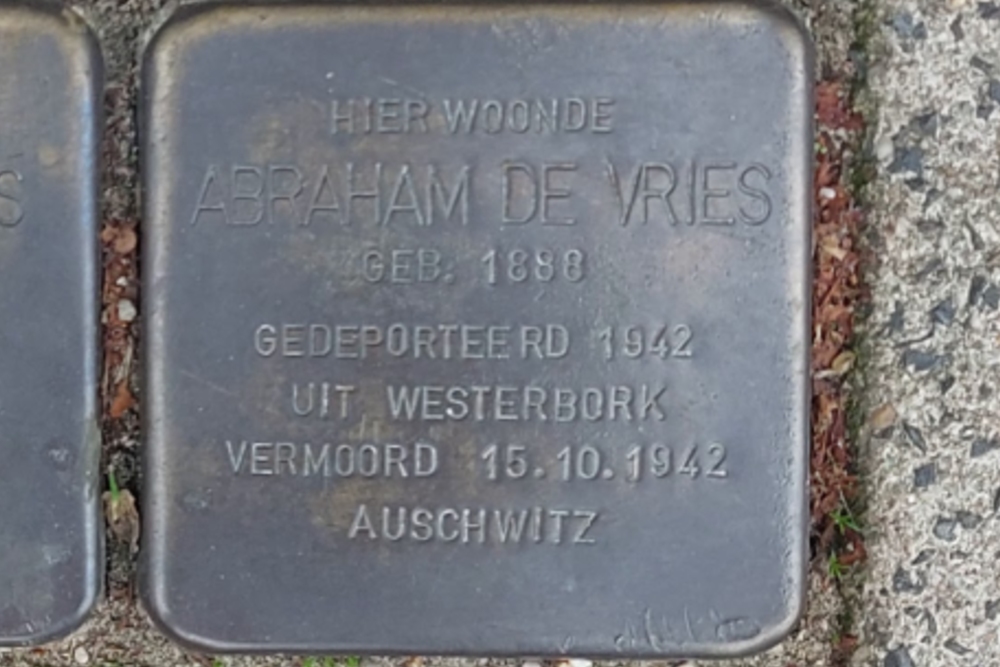 HIER WOONDE
ABRAHAM DE VRIES
GEB. 1888
GEDEPORTEERD 1942
UIT WESTERBORK
VERMOORD 15.10.1942
AUSCHWITZ
S